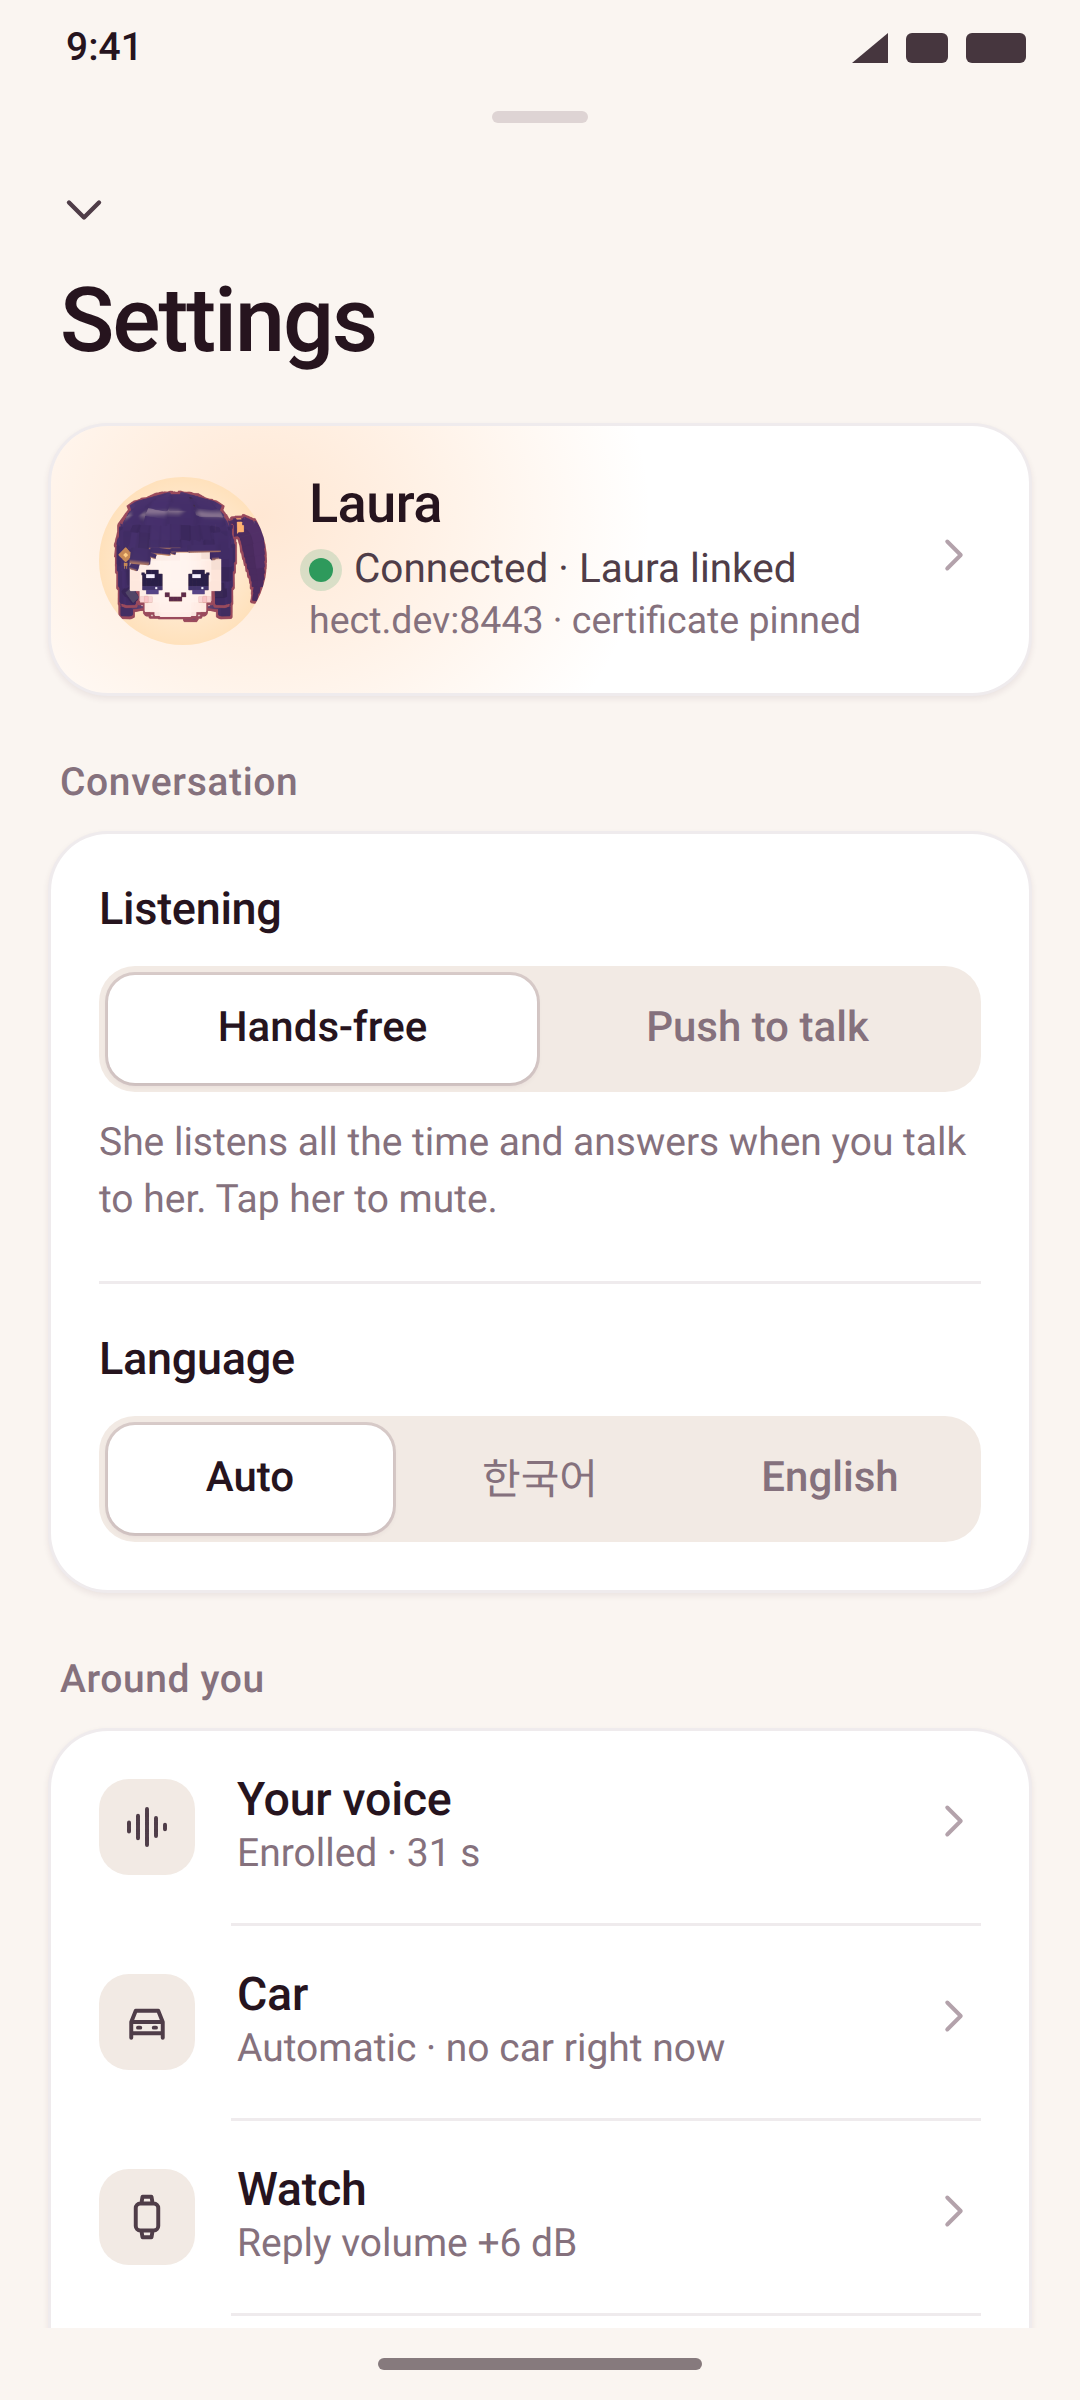 9:41
Settings
Laura
Connected · Laura linked
hect.dev:8443 · certificate pinned
Conversation
Listening
Hands-free
Push to talk
She listens all the time and answers when you talk
to her. Tap her to mute.
Language
Auto
한국어
English
Around you
Your voice
Enrolled · 31 s
Car
Automatic · no car right now
Watch
Reply volume +6 dB